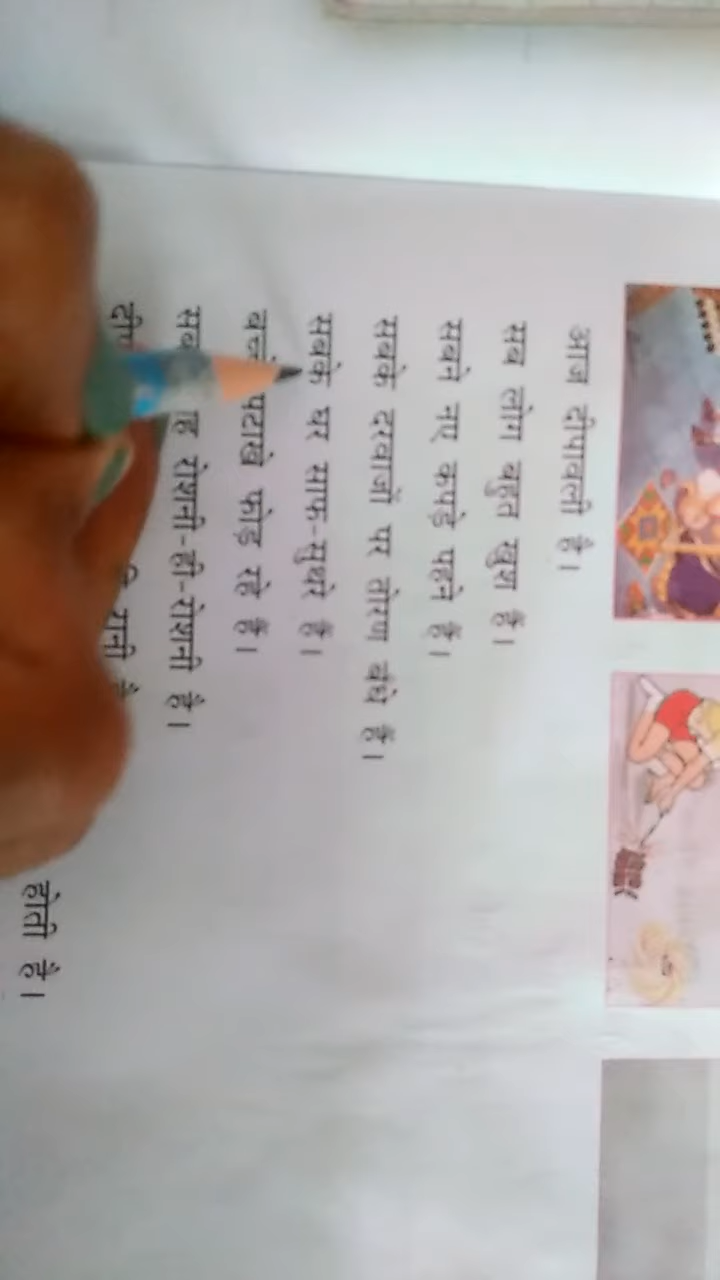 आज दीपावली है।
सब लोग बहुत खुश हैं।
सबने नए कपड़े पहने हैं।
सबके दरवाजों पर तोरण बंधे हैं।
सबके घर साफ-सुथरे हैं।
पटाखे फोड़ रहे हैं।
रोशनी-ही-रोशनी है।
होती है।